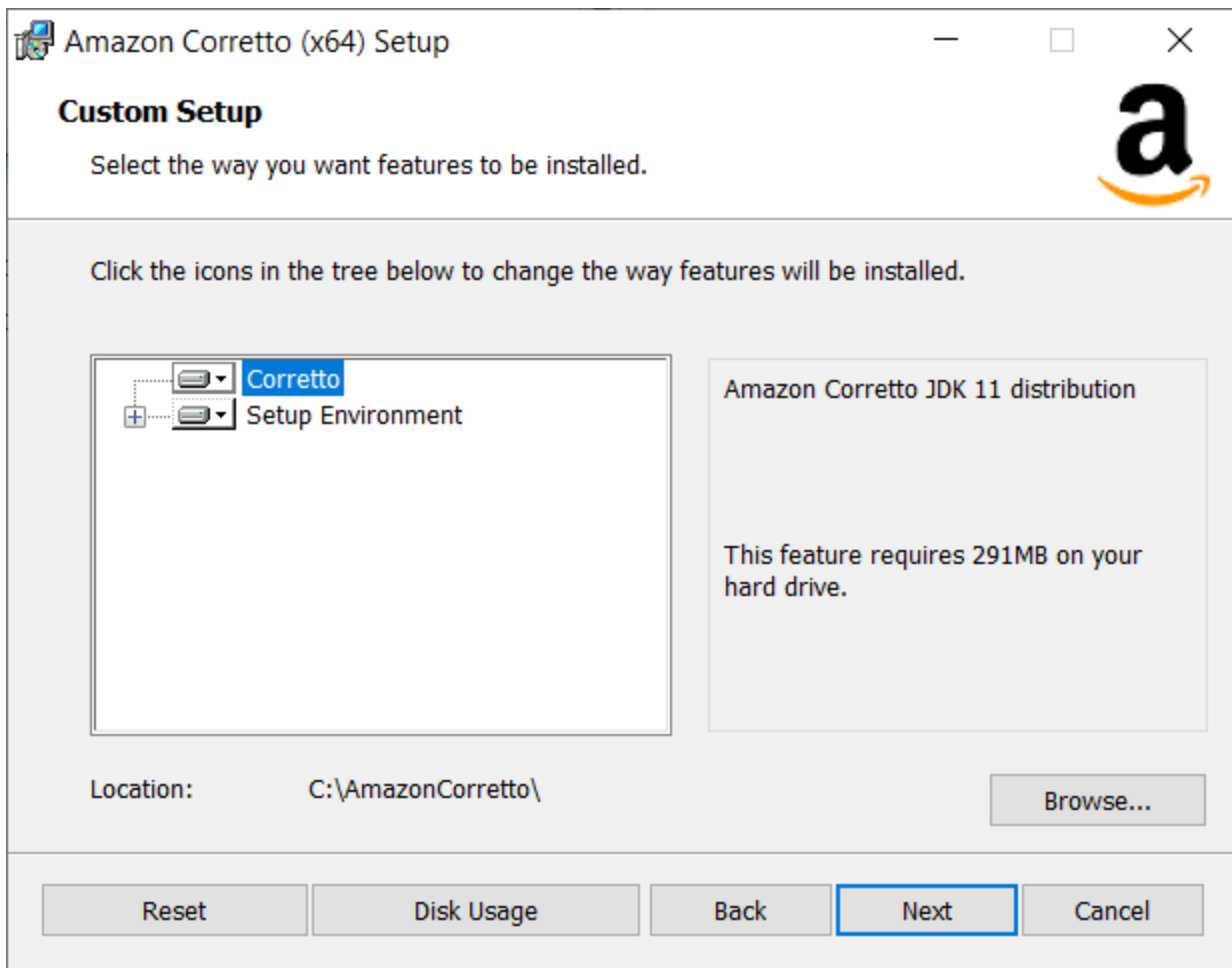 Amazon Corretto (x64) Setup
Custom Setup
Select the way you want features to be installed.
a
Click the icons in the tree below to change the way features will be installed.
Corretto
Setup Environment
Amazon Corretto JDK 11 distribution
This feature requires 291MB on your
hard drive.
Location: C:\AmazonCorretto\
Browse...
Reset Disk Usage Back Next Cancel